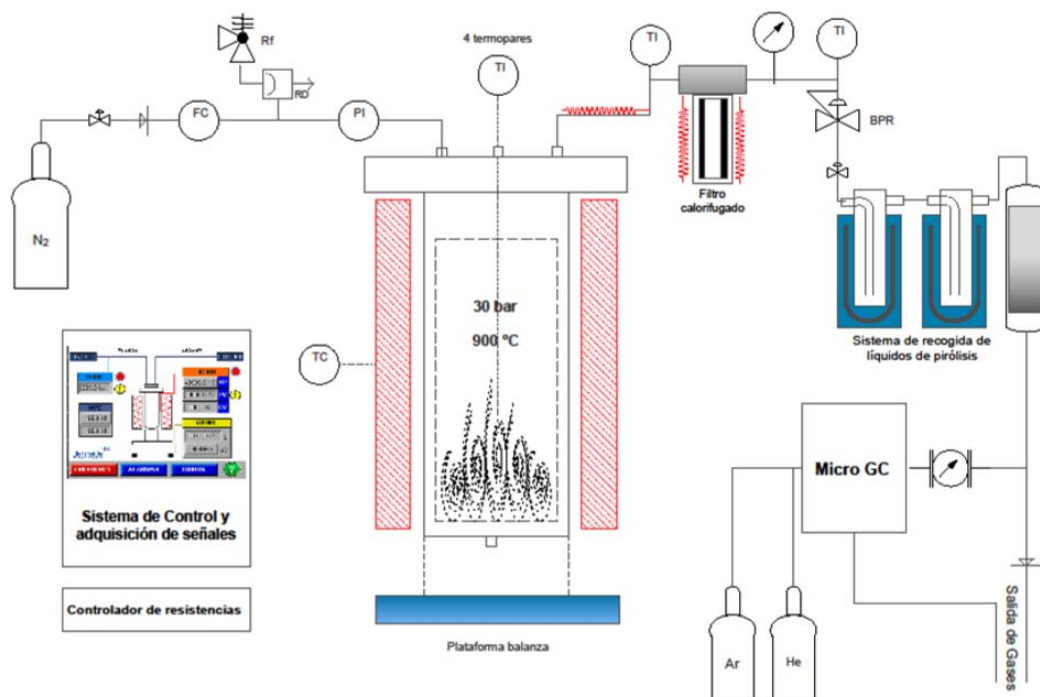 Rf
RD
N2
FC
PI
4 termopares
TI
TI
TI
BPR
Filtro
calorifugado
30 bar
900 ºC
TC
Sistema de recogida de
líquidos de pirólisis
Sistema de Control y
adquisición de señales
Controlador de resistencias
Micro GC
Plataforma balanza
Ar
He
Salida de Gases